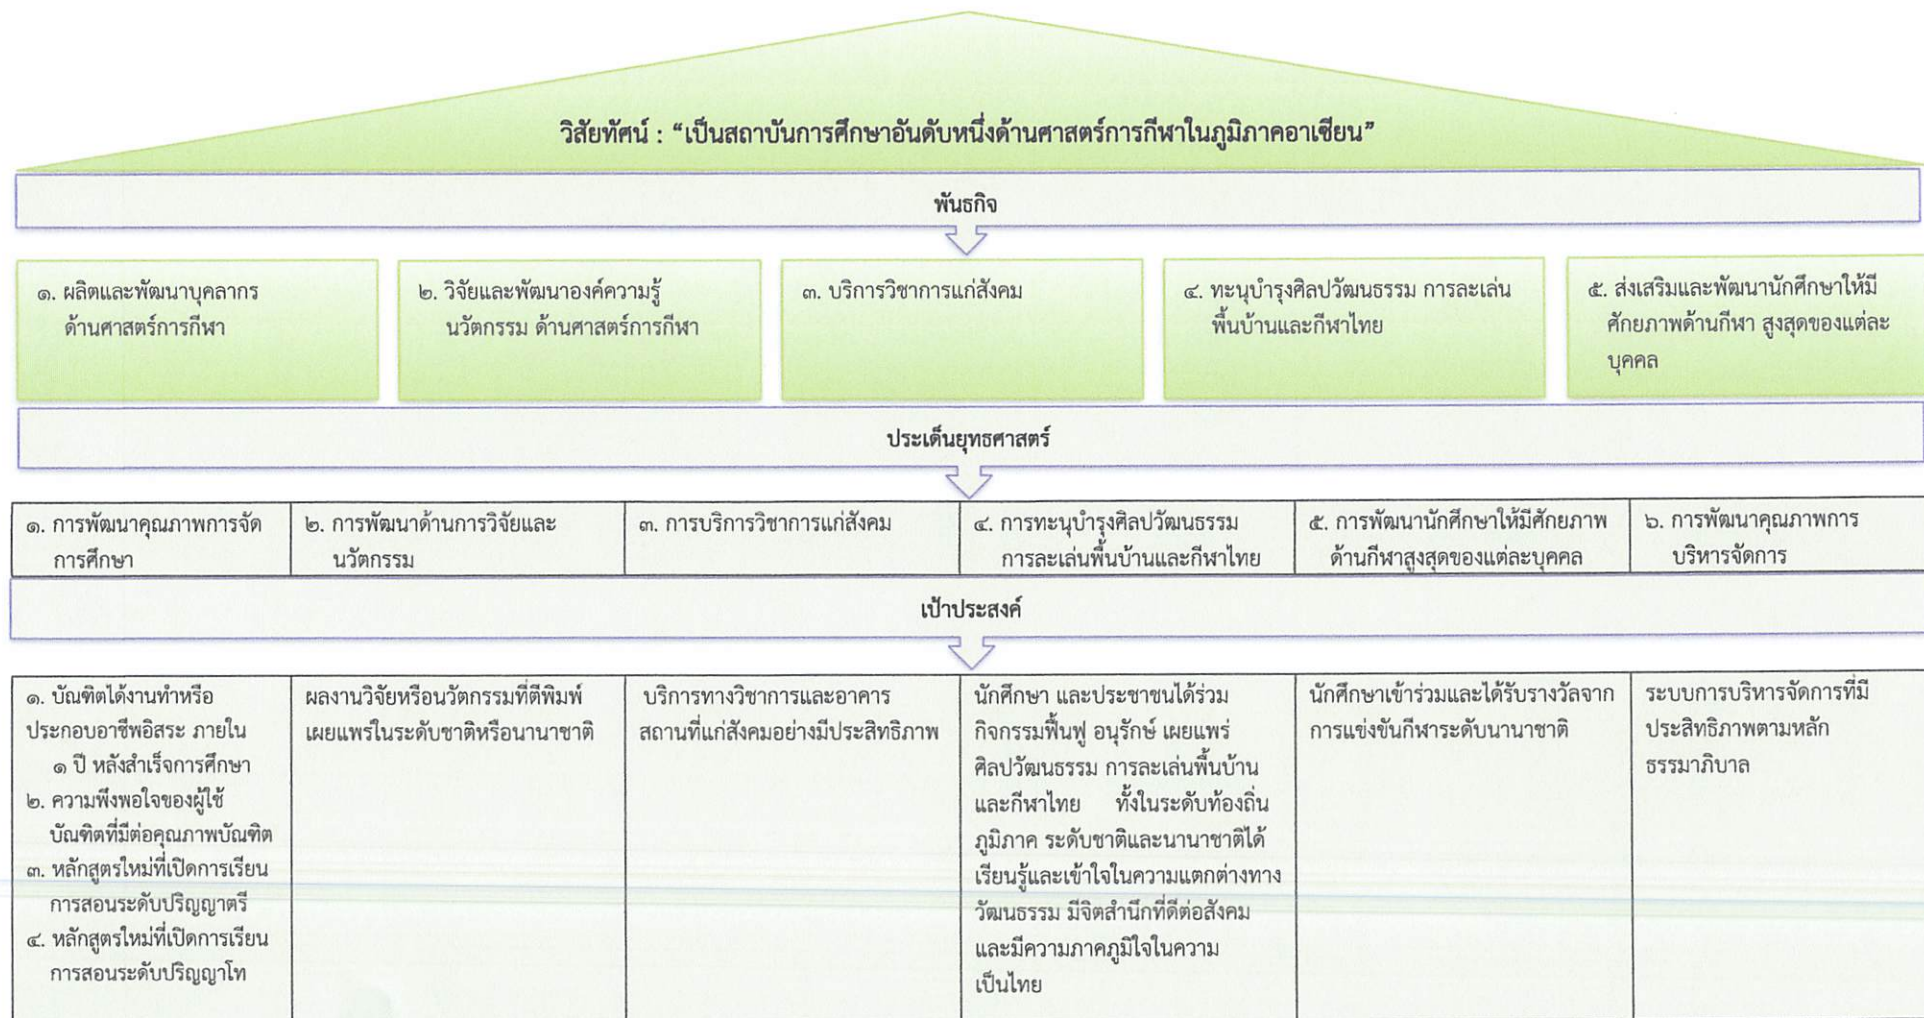 วิสัยทัศน์ : “เป็นสถาบันการศึกษาอันดับหนึ่งด้านศาสตร์การกีฬาในภูมิภาคอาเซียน”
พันธกิจ
๑. ผลิตและพัฒนาบุคลากร
ด้านศาสตร์การกีฬา
๒. วิจัยและพัฒนาองค์ความรู้
นวัตกรรม ด้านศาสตร์การกีฬา
๓. บริการวิชาการแก่สังคม
๔. ทะนุบำรุงศิลปวัฒนธรรม การละเล่น
พื้นบ้านและกีฬาไทย
๕. ส่งเสริมและพัฒนานักศึกษาให้มี
ศักยภาพด้านกีฬา สูงสุดของแต่ละ
บุคคล
ประเด็นยุทธศาสตร์
๑. การพัฒนาคุณภาพการจัด
การศึกษา
๒. การพัฒนาด้านการวิจัยและ
นวัตกรรม
๓. การบริการวิชาการแก่สังคม
๔. การทะนุบำรุงศิลปวัฒนธรรม
การละเล่นพื้นบ้านและกีฬาไทย
๕. การพัฒนานักศึกษาให้มีศักยภาพ
ด้านกีฬาสูงสุดของแต่ละบุคคล
๖. การพัฒนาคุณภาพการ
บริหารจัดการ
เป้าประสงค์
๑. บัณฑิตได้งานทำหรือ
ประกอบอาชีพอิสระ ภายใน
๑ ปี หลังสำเร็จการศึกษา
๒. ความพึงพอใจของผู้ใช้
บัณฑิตที่มีต่อคุณภาพบัณฑิต
๓. หลักสูตรใหม่ที่เปิดการเรียน
การสอนระดับปริญญาตรี
๔. หลักสูตรใหม่ที่เปิดการเรียน
การสอนระดับปริญญาโท
ผลงานวิจัยหรือนวัตกรรมที่ตีพิมพ์
เผยแพร่ในระดับชาติหรือนานาชาติ
บริการทางวิชาการและอาคาร
สถานที่แก่สังคมอย่างมีประสิทธิภาพ
นักศึกษา และประชาชนได้ร่วม
กิจกรรมฟื้นฟู อนุรักษ์ เผยแพร่
ศิลปวัฒนธรรม การละเล่นพื้นบ้าน
และกีฬาไทย ทั้งในระดับท้องถิ่น
ภูมิภาค ระดับชาติและนานาชาติได้
เรียนรู้และเข้าใจในความแตกต่างทาง
วัฒนธรรม มีจิตสำนึกที่ดีต่อสังคม
และมีความภาคภูมิใจในความ
เป็นไทย
นักศึกษาเข้าร่วมและได้รับรางวัลจาก
การแข่งขันกีฬาระดับนานาชาติ
ระบบการบริหารจัดการที่มี
ประสิทธิภาพตามหลัก
ธรรมาภิบาล